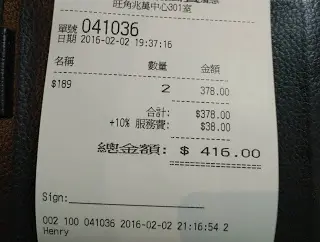 旺角兆萬中心301室
單號 041036
日期 2016-02-02 19:37:16
名稱 數量 金額
$189 2 378.00
合計: $378.00
+10% 服務費: $38.00
總金額: $ 416.00
Sign:
002 100 041036 2016-02-02 21:16:54 2
Henry